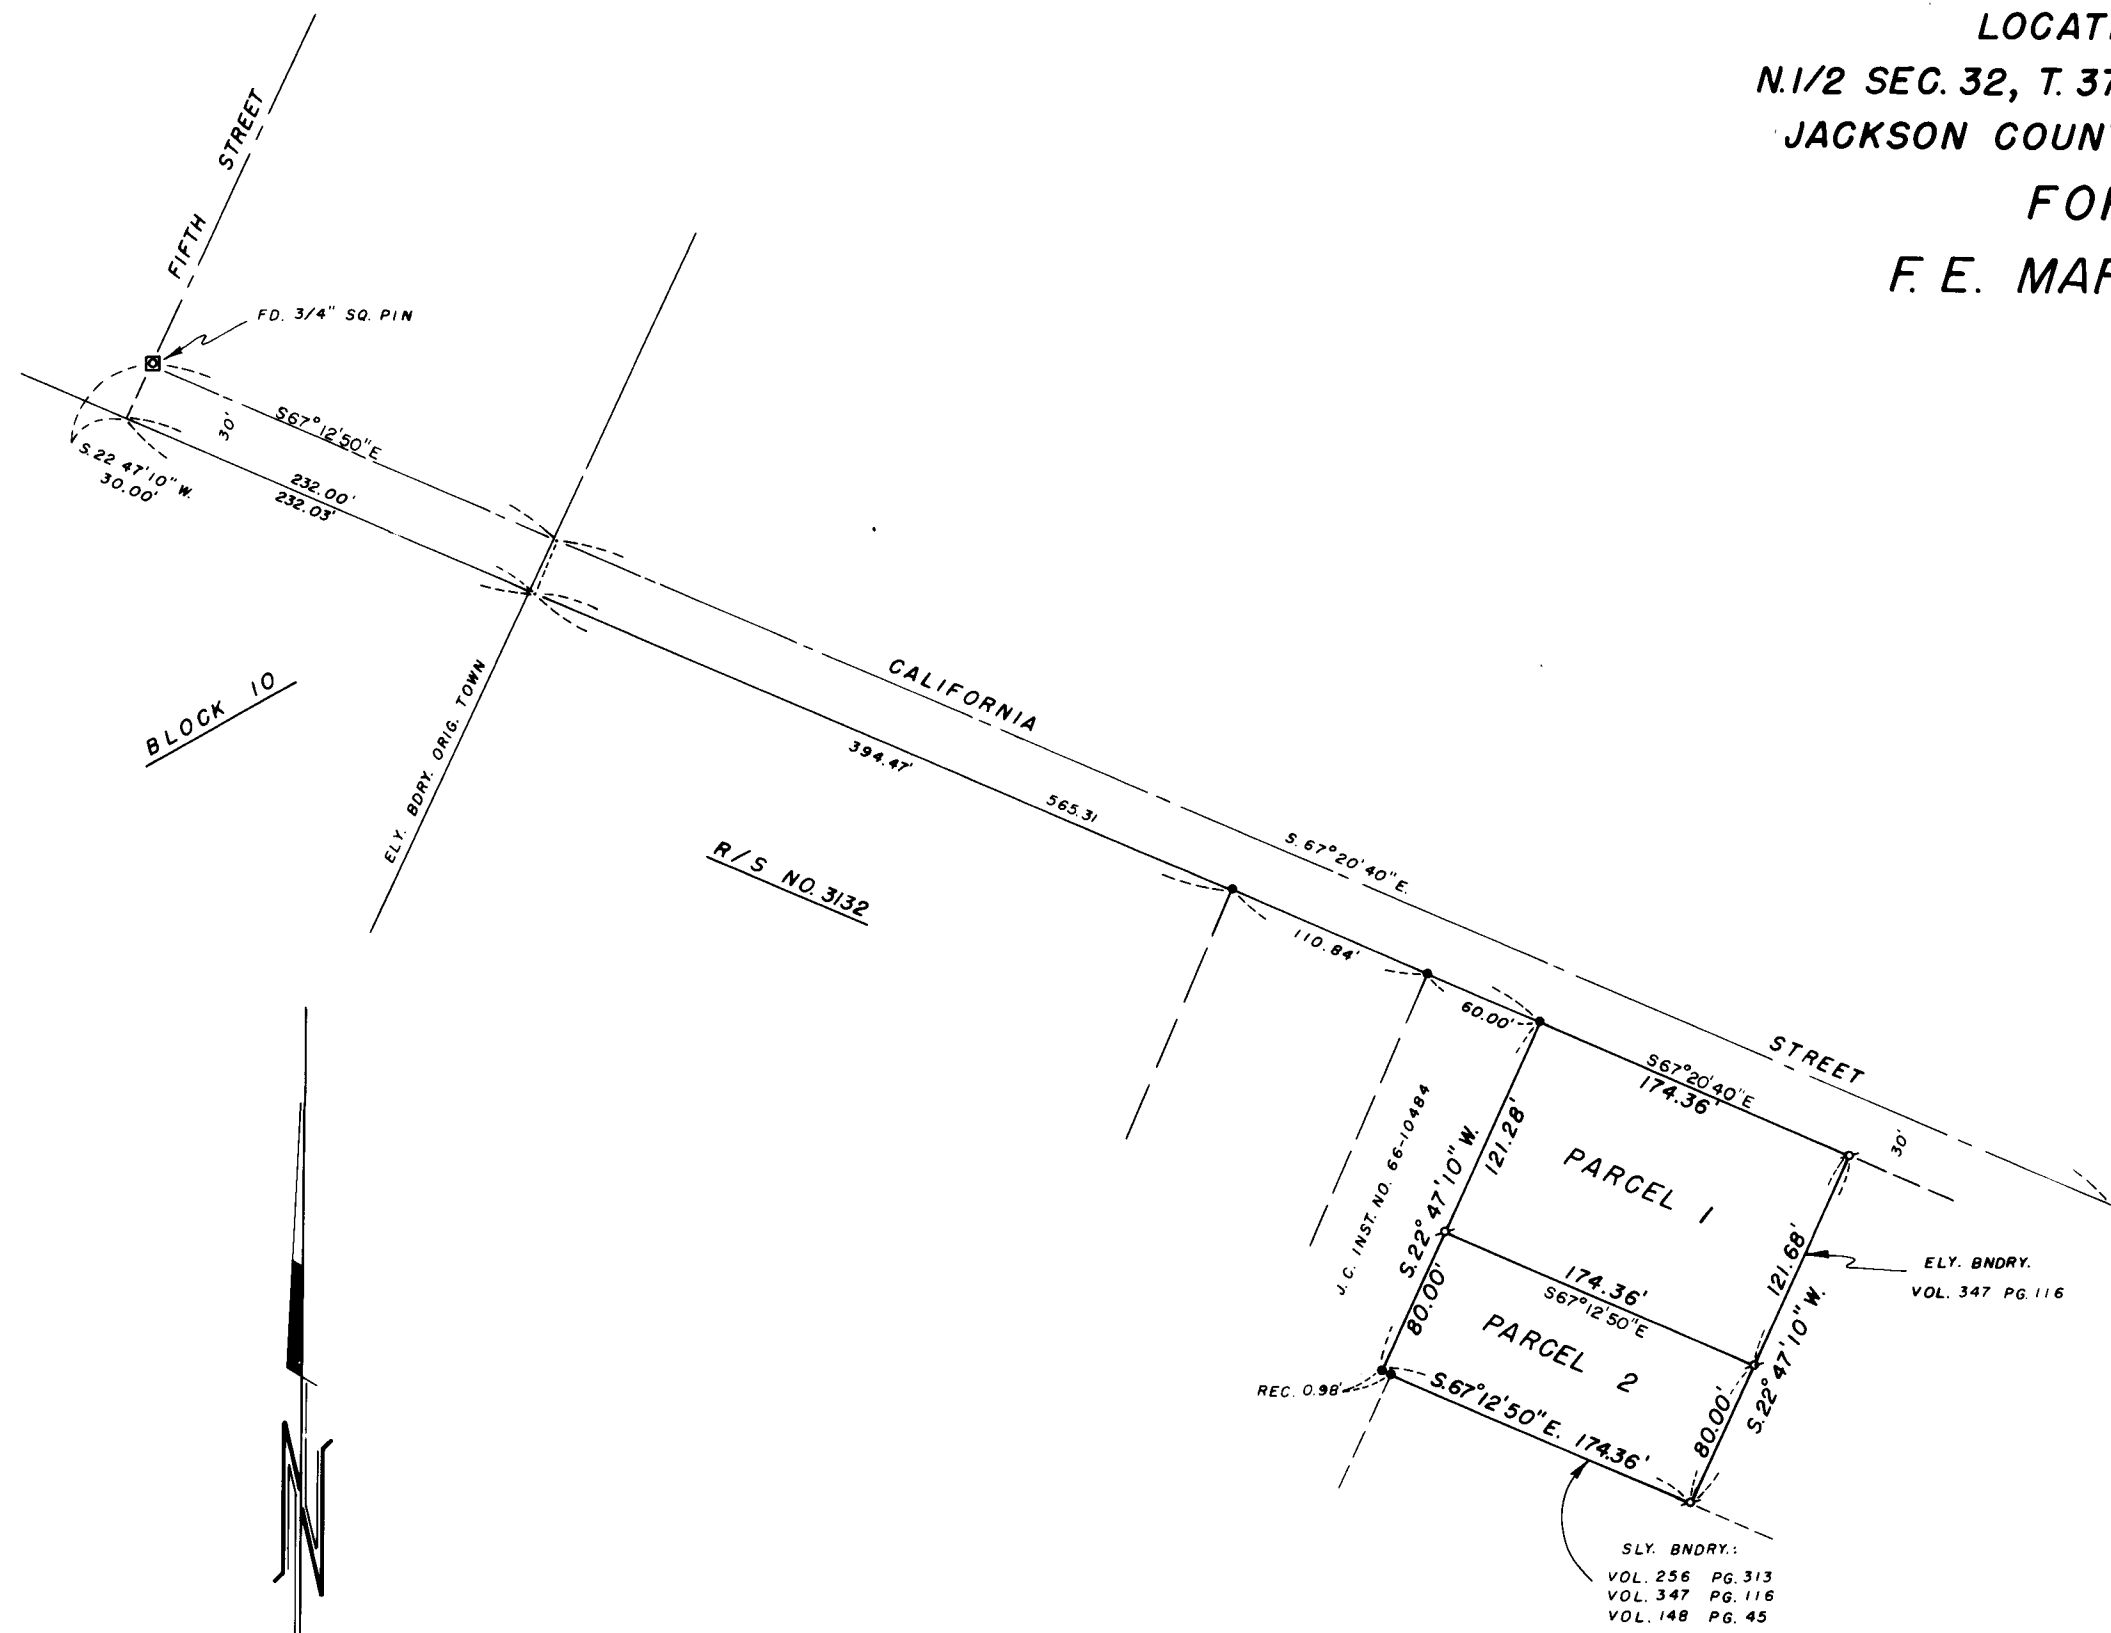 LOCATI
N.1/2 SEC. 32, T. 37
JACKSON COUN
FOR
F. E. MAR
FIFTH STREET
FD. 3/4" SQ. PIN
S67°12'50"E
30'
S.22 47'10" W.
30.00'
232.00'
232.03'
BLOCK 10
ELY. BDRY. ORIG. TOWN
CALIFORNIA
394.47'
565.31
R/S NO. 3132
S. 67°20'40" E.
110.84'
60.00'
STREET
S67°20'40"E
174.36'
30'
J.C. INST. NO. 66-10484
S.22°47'10" W.
121.28'
PARCEL 1
121.68'
ELY. BNDRY.
VOL. 347 PG. 116
80.00'
174.36'
S67°12'50"E
PARCEL 2
S.22°47'10" W.
80.00'
REC. 0.98'
S.67°12'50"E. 174.36'
N
SLY. BNDRY.:
VOL. 256 PG. 313
VOL. 347 PG. 116
VOL. 148 PG. 45